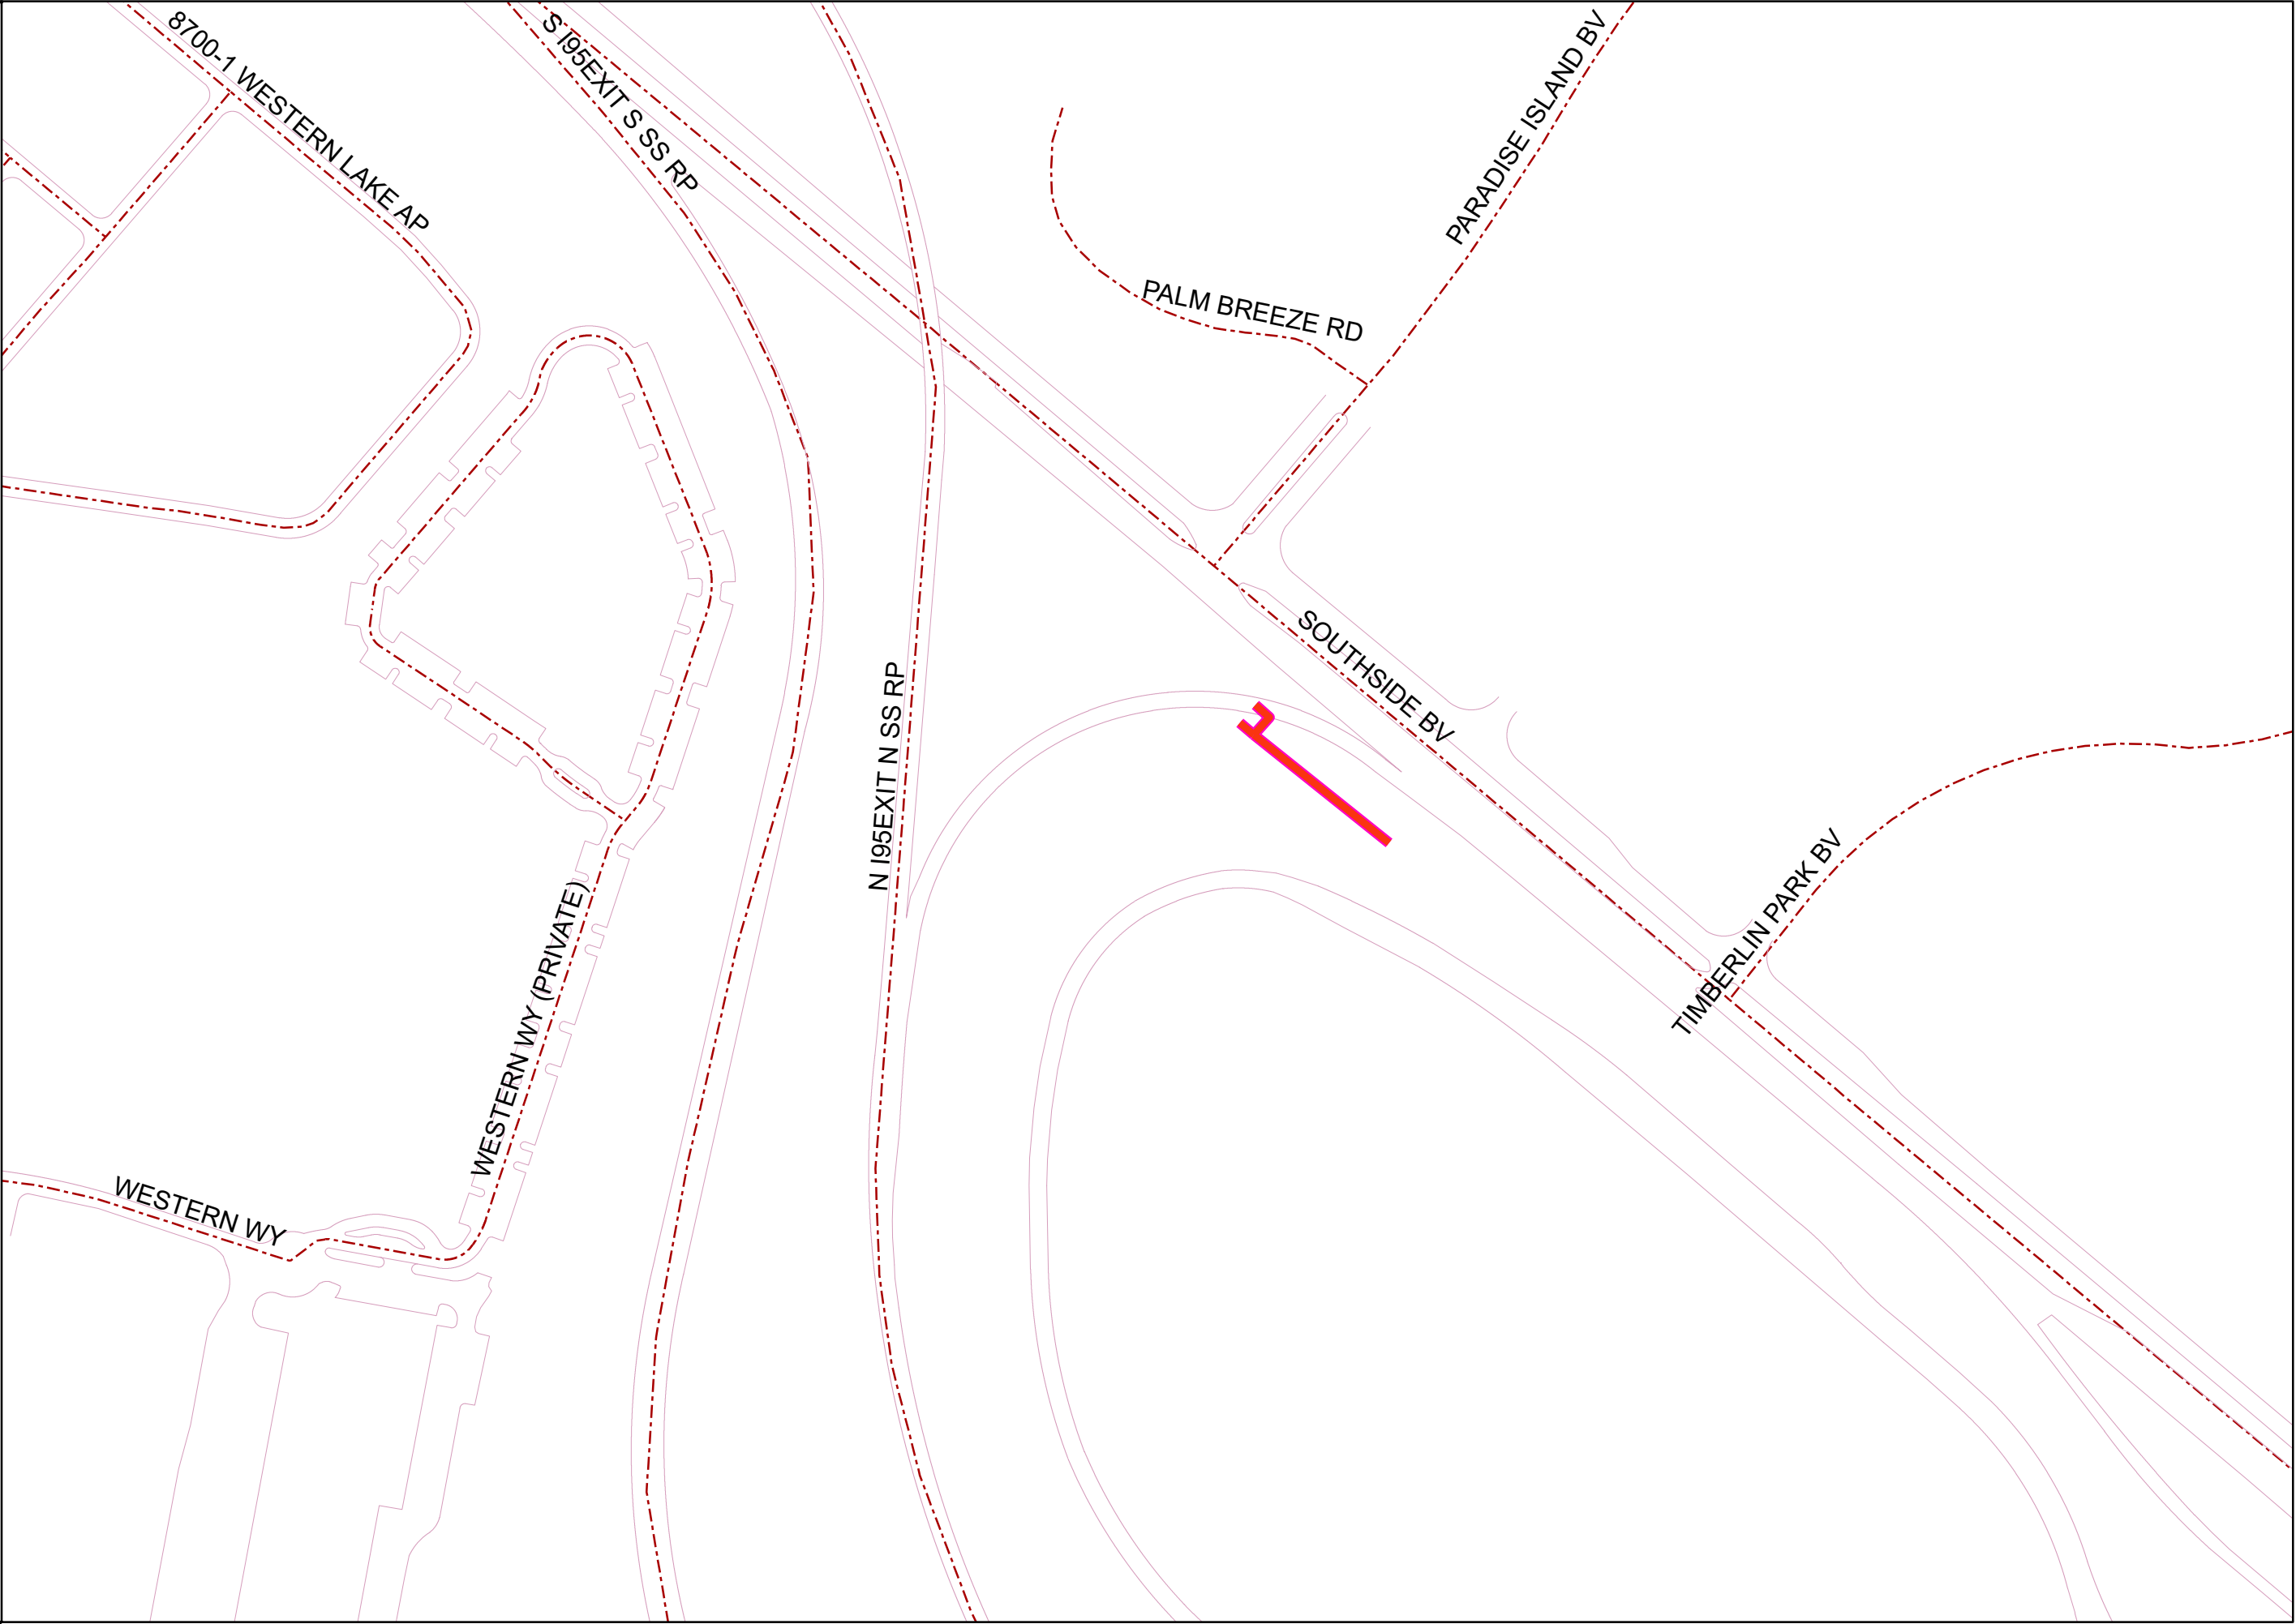 8700-1 WESTERN LAKE AP
S I95EXIT S SS RP
PARADISE ISLAND BV
PALM BREEZE RD
SOUTHSIDE BV
N I95EXIT N SS RP
TIMBERLIN PARK BV
WESTERN WY (PRIVATE)
WESTERN WY